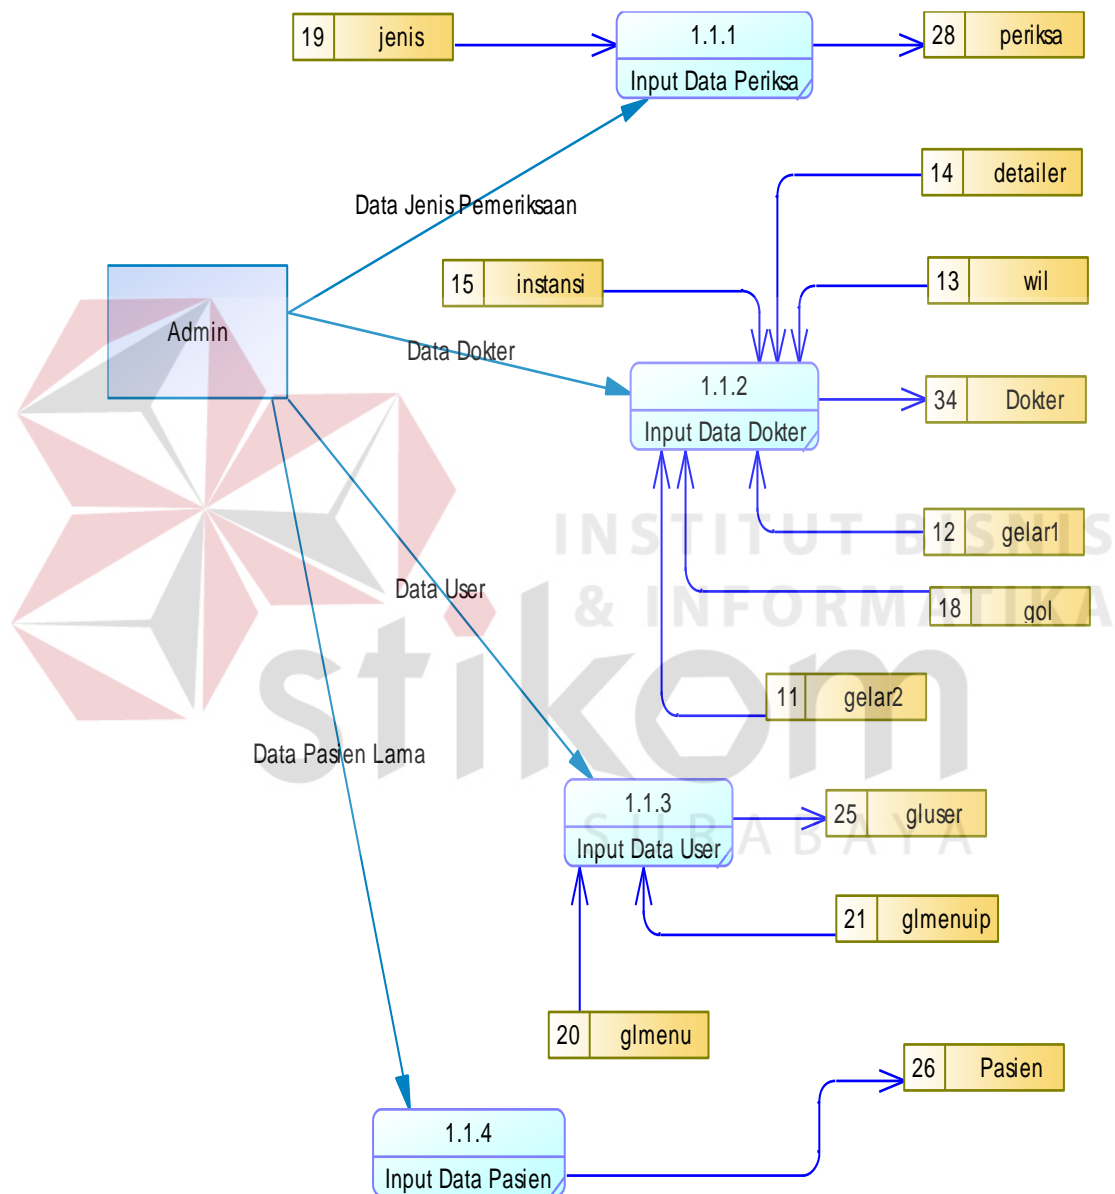 19 jenis
1.1.1
Input Data Periksa
28 periksa
14 detailer
Data Jenis Pemeriksaan
15 instansi
13 wil
Admin
Data Dokter
1.1.2
Input Data Dokter
34 Dokter
12 gelar1
INSTITUT BISNIS
Data User
18 gol
& INFORMATIKA
stikom
11 gelar2
Data Pasien Lama
1.1.3
Input Data User
25 gluser
SURABAYA
21 glmenuip
20 glmenu
26 Pasien
1.1.4
Input Data Pasien